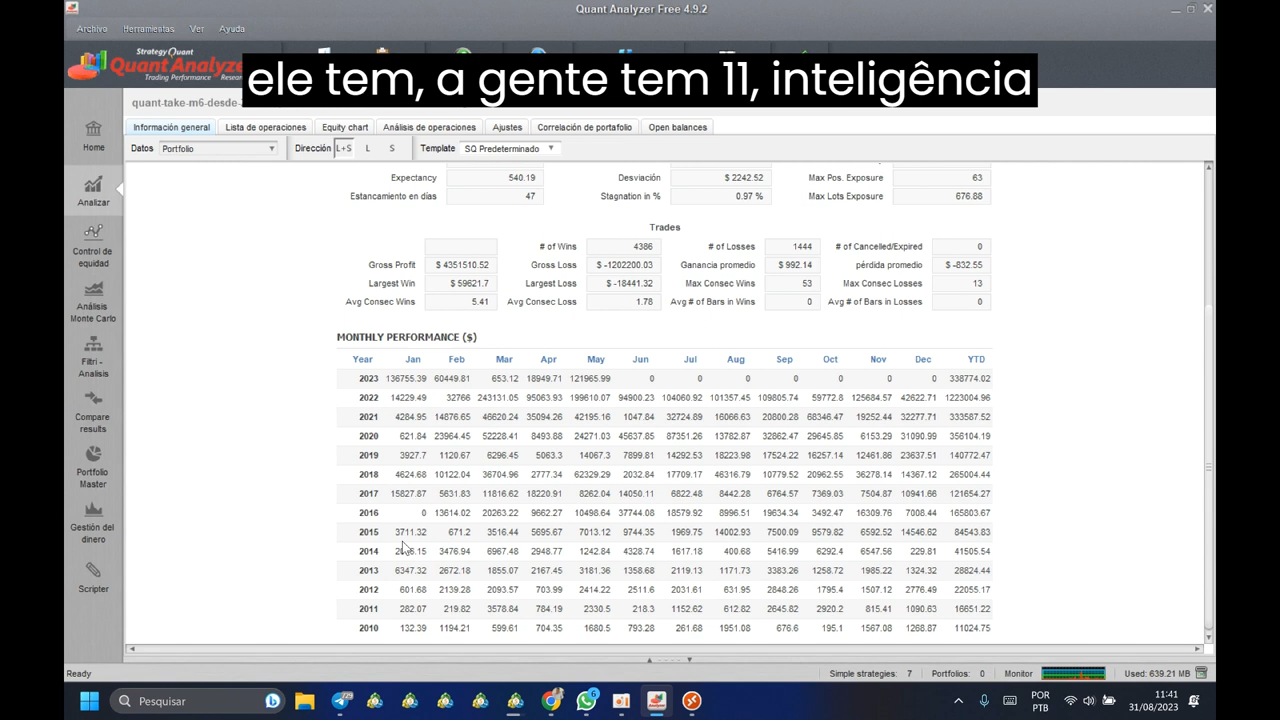 Quant Analyzer Free 4.9.2
Archivo Herramientas Ver Ayuda
Strategy Quant
Quant Analyzer
Trading Performance
ele tem, a gente tem 11, inteligência
quant-take-m6-desde-
Información general Lista de operaciones Equity chart Análisis de operaciones Ajustes Correlación de portafolio Open balances
Datos Portfolio Dirección L+S L S Template SQ Predeterminado
Home
Analizar
Control de
equidad
Análisis
Monte Carlo
Fitri -
Analisis
Compare
results
Portfolio
Master
Gestión del
dinero
Scripter
Expectancy 540.19 Desviación $ 2242.52 Max Pos. Exposure 63
Estancamiento en días 47 Stagnation in % 0.97 % Max Lots Exposure 676.88
Trades
# of Wins 4386 # of Losses 1444 # of Cancelled/Expired 0
Gross Profit $ 4351510.52 Gross Loss $ -1202200.03 Ganancia promedio $ 992.14 pérdida promedio $ -832.55
Largest Win $ 59621.7 Largest Loss $ -18441.32 Max Consec Wins 53 Max Consec Losses 13
Avg Consec Wins 5.41 Avg Consec Loss 1.78 Avg # of Bars in Wins 0 Avg # of Bars in Losses 0
MONTHLY PERFORMANCE ($)
Year Jan Feb Mar Apr May Jun Jul Aug Sep Oct Nov Dec YTD
2023 136755.39 60449.81 653.12 18949.71 121965.99 0 0 0 0 0 0 0 338774.02
2022 14229.49 32766 243131.05 95063.93 199610.07 94900.23 104060.92 101357.45 109805.74 59772.8 125684.57 42622.71 1223004.96
2021 4284.95 14876.65 46620.24 35094.26 42195.16 1047.84 32724.89 16066.63 20800.28 68346.47 19252.44 32277.71 333587.52
2020 621.84 23964.45 52228.41 8493.88 24271.03 45637.85 87351.26 13782.87 32862.47 29645.85 6153.29 31090.99 356104.19
2019 3927.7 1120.67 6296.45 5063.3 14067.3 7899.81 14292.53 18223.98 17524.22 16257.14 12461.86 23637.51 140772.47
2018 4624.68 10122.04 36704.96 2777.34 62329.29 2032.84 17709.17 46316.79 10779.52 20962.55 36278.14 14367.12 265004.44
2017 15827.87 5631.83 11816.62 18220.91 8262.04 14050.11 6822.48 8442.28 6764.57 7369.03 7504.87 10941.66 121654.27
2016 0 13614.02 20263.22 9662.27 10498.64 37744.08 18579.92 8996.51 19634.34 3492.47 16309.76 7008.44 165803.67
2015 3711.32 671.2 3516.44 5695.67 7013.12 9744.35 1969.75 14002.93 7500.09 9579.82 6592.52 14546.62 84543.83
2014 3476.94 6967.48 2948.77 1242.84 4328.74 1617.18 400.68 5416.99 6292.4 6547.56 229.81 41505.54
2013 6347.32 2672.18 1855.07 2167.45 3181.36 1358.68 2119.13 1171.73 3383.26 1258.72 1985.22 1324.32 28824.44
2012 601.68 2139.28 2093.57 703.99 2414.22 2511.6 2031.61 631.95 2848.26 1795.4 1507.12 2776.49 22055.17
2011 282.07 219.82 3578.84 784.19 2330.5 218.3 1152.62 612.82 2645.82 2920.2 815.41 1090.63 16651.22
2010 132.39 1194.21 599.61 704.35 1680.5 793.28 261.68 1951.08 676.6 195.1 1567.08 1268.87 11024.75
Ready Simple strategies: 7 Portfolios: 0 Monitor Used: 639.21 MB
Pesquisar
6
POR
PTB
11:41
31/08/2023